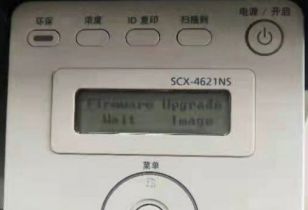 电源 / 开启
环保 浓度 ID 复印 扫描到
SCX-4621NS
Firmware Upgrade
Wait Image
菜单